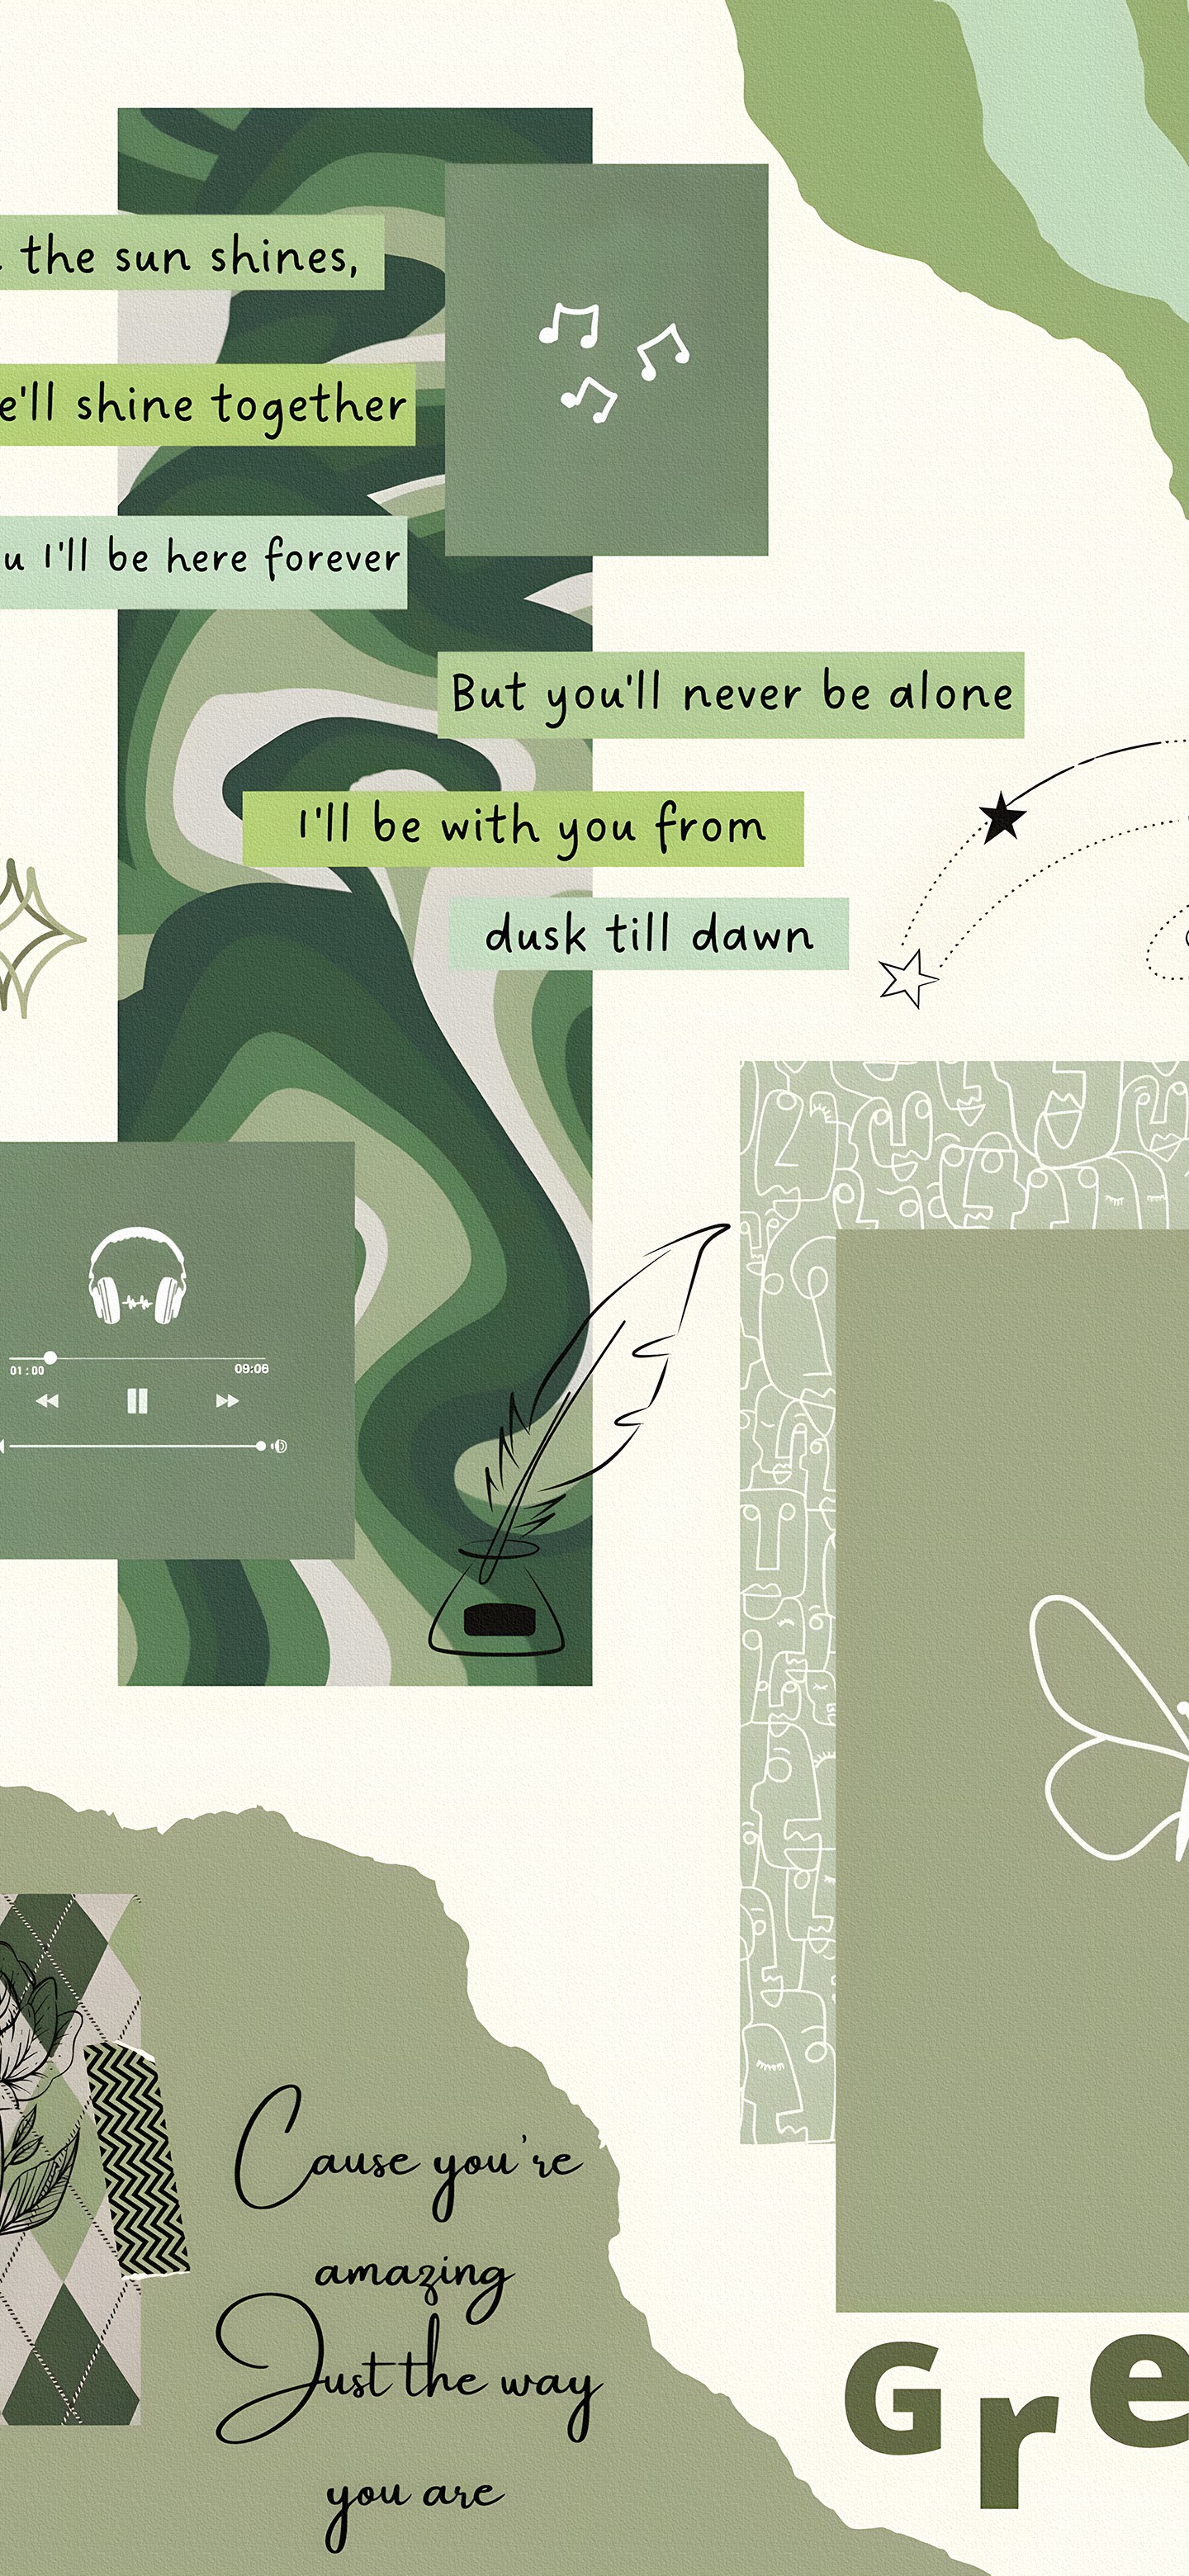 the sun shines,
e'll shine together
u I'll be here forever
But you'll never be alone
I'll be with you from
dusk till dawn
01:00 09:06
Cause you're
amazing
Just the way
you are
Gre